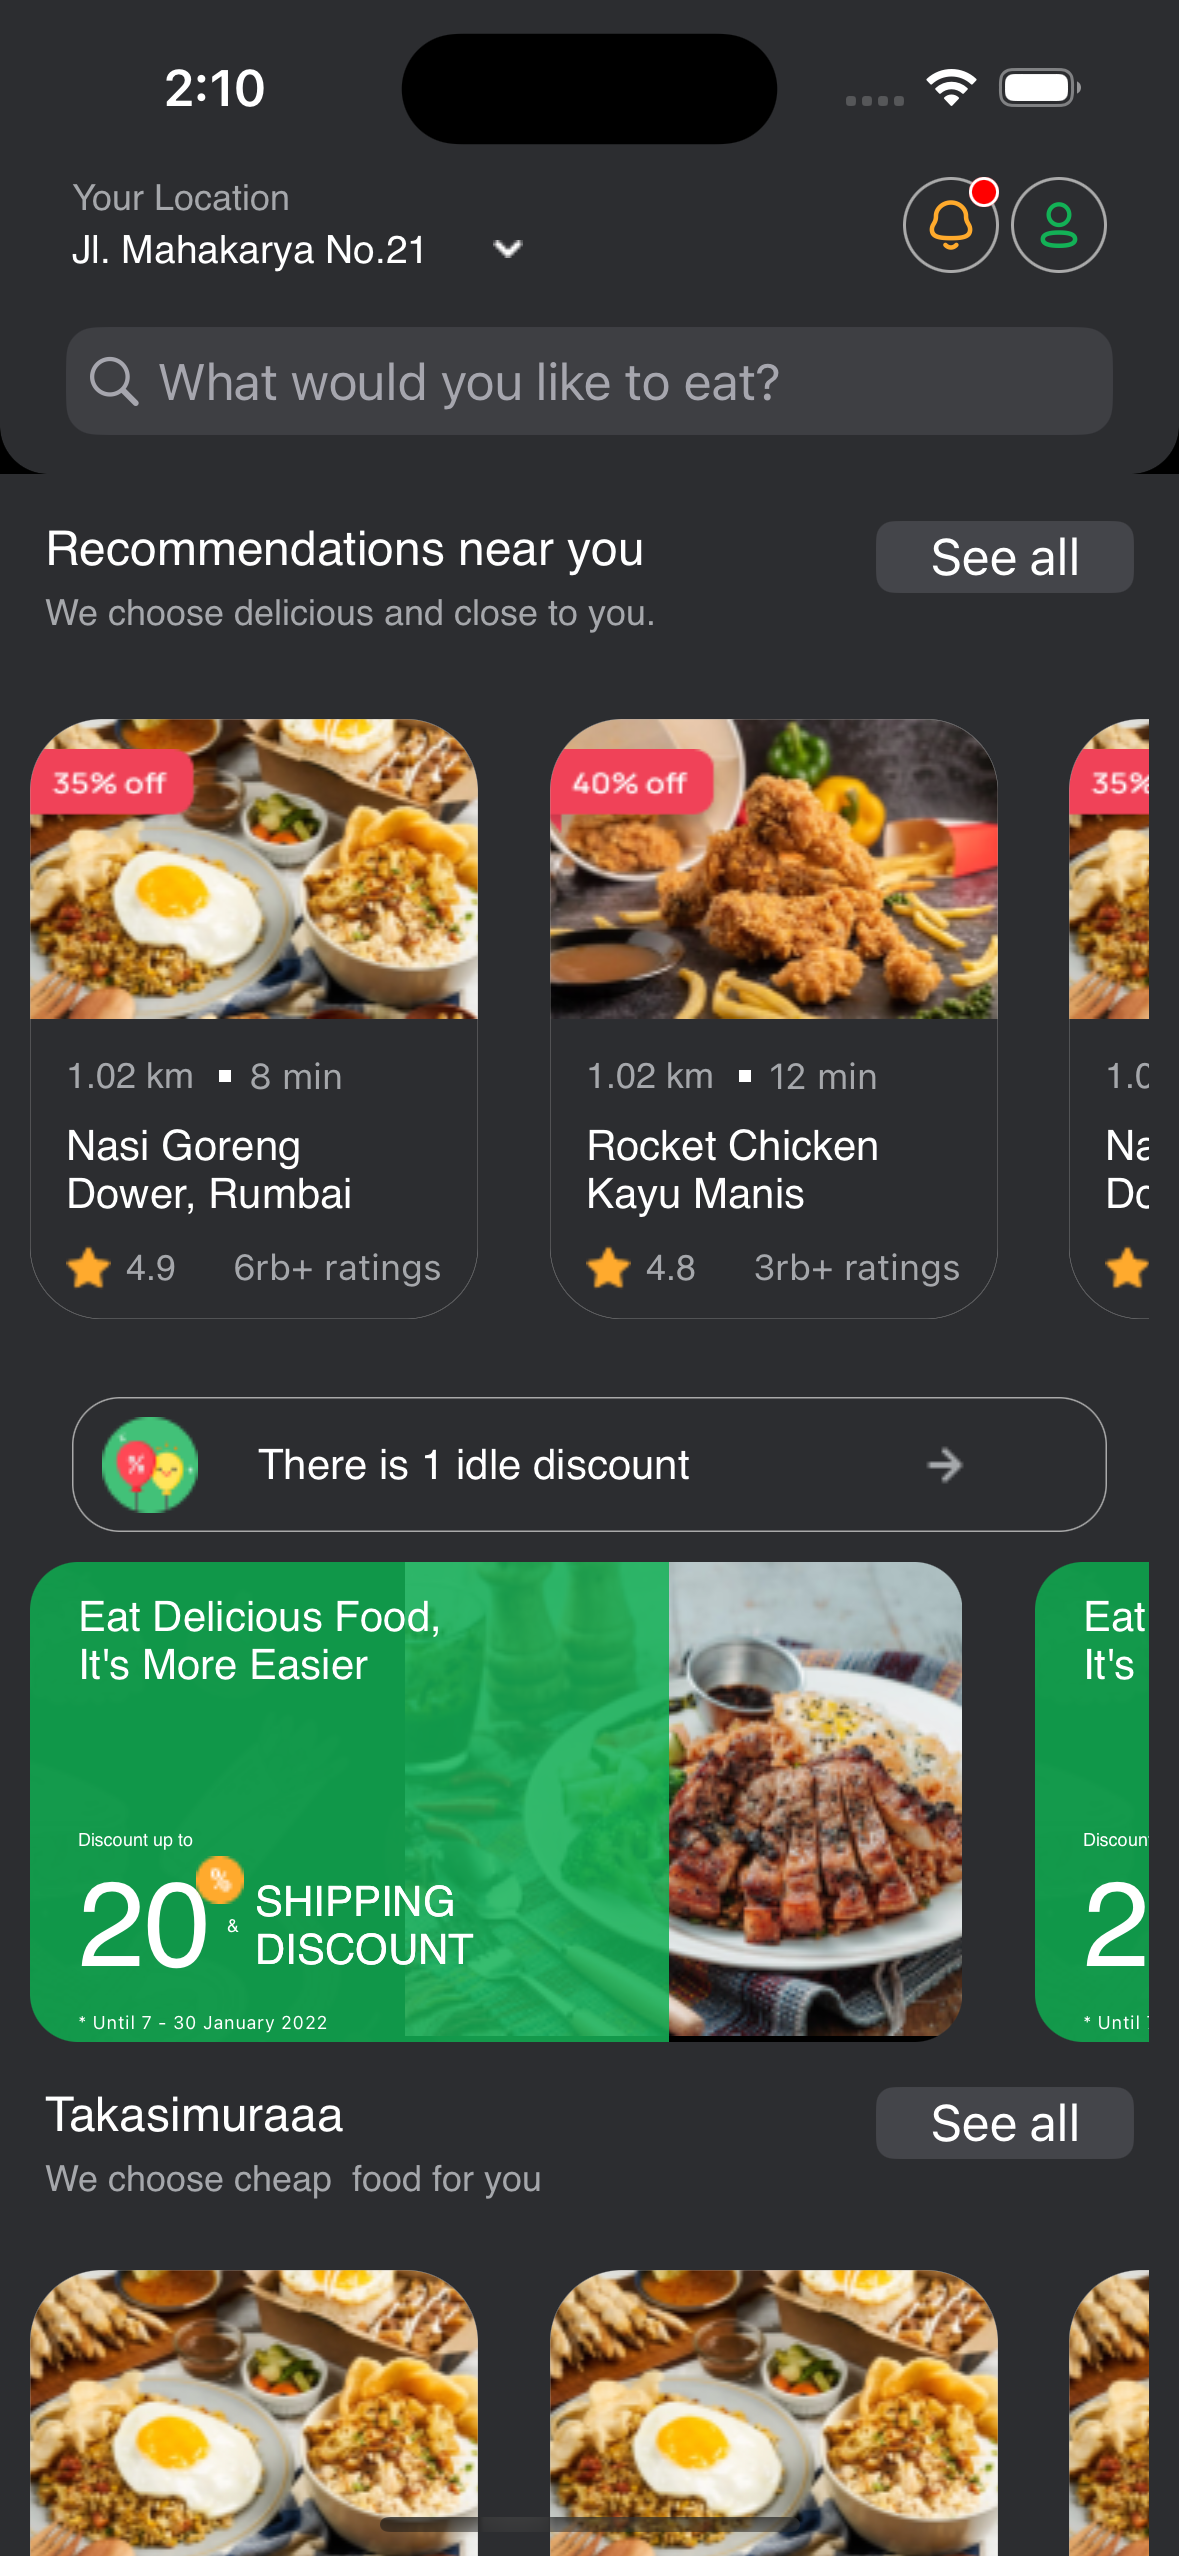 2:10
Your Location
Jl. Mahakarya No.21
What would you like to eat?
Recommendations near you
See all
We choose delicious and close to you.
35% off
40% off
35%
1.02 km ▪ 8 min
1.02 km ▪ 12 min
1.0
Nasi Goreng
Dower, Rumbai
Rocket Chicken
Kayu Manis
Na
Do
4.9 6rb+ ratings
4.8 3rb+ ratings
%
There is 1 idle discount
Eat Delicious Food,
It's More Easier
Discount up to
20% & SHIPPING
DISCOUNT
* Until 7 - 30 January 2022
Eat
It's
Discoun
2
* Until
Takasimuraaa
See all
We choose cheap  food for you